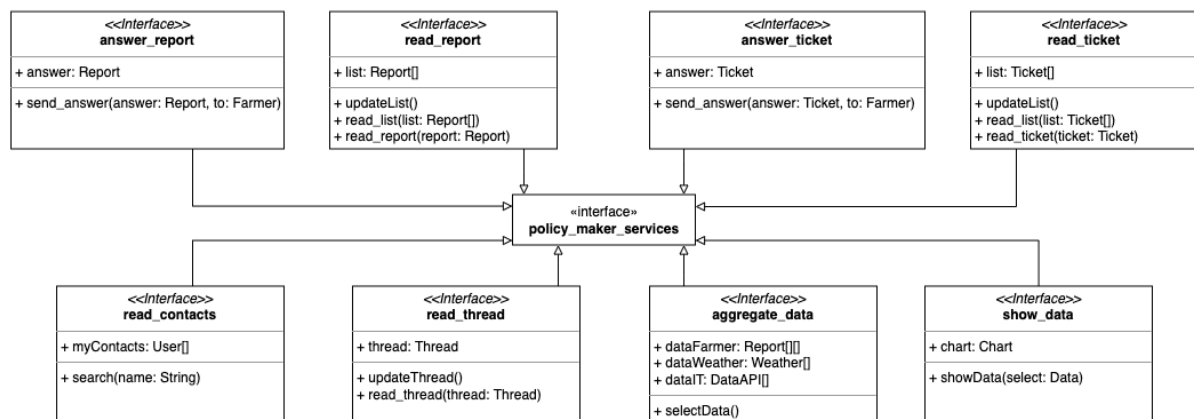 <<Interface>>
answer_report
+ answer: Report
+ send_answer(answer: Report, to: Farmer)
<<Interface>>
read_report
+ list: Report[]
+ updateList()
+ read_list(list: Report[])
+ read_report(report: Report)
<<Interface>>
answer_ticket
+ answer: Ticket
+ send_answer(answer: Ticket, to: Farmer)
<<Interface>>
read_ticket
+ list: Ticket[]
+ updateList()
+ read_list(list: Ticket[])
+ read_ticket(ticket: Ticket)
«interface»
policy_maker_services
<<Interface>>
read_contacts
+ myContacts: User[]
+ search(name: String)
<<Interface>>
read_thread
+ thread: Thread
+ updateThread()
+ read_thread(thread: Thread)
<<Interface>>
aggregate_data
+ dataFarmer: Report[][]
+ dataWeather: Weather[]
+ dataIT: DataAPI[]
+ selectData()
<<Interface>>
show_data
+ chart: Chart
+ showData(select: Data)